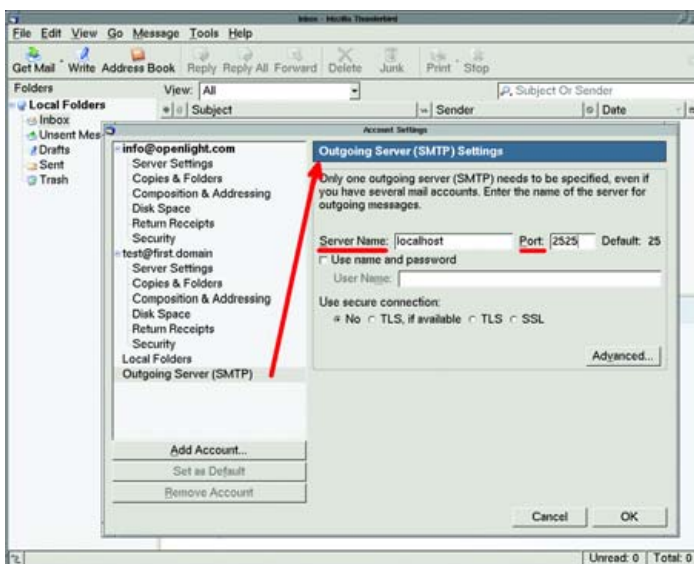 Inbox - Mozilla Thunderbird
File Edit View Go Message Tools Help
Get Mail Write Address Book Reply Reply All Forward Delete Junk Print Stop
Folders View: All Subject Or Sender
Local Folders Subject Sender Date
Inbox
Unsent Mes
Drafts
Sent
Trash
Account Settings
info@openlight.com
Server Settings
Copies & Folders
Composition & Addressing
Disk Space
Return Receipts
Security
test@first.domain
Server Settings
Copies & Folders
Composition & Addressing
Disk Space
Return Receipts
Security
Local Folders
Outgoing Server (SMTP)
Add Account...
Set as Default
Remove Account
Outgoing Server (SMTP) Settings
Only one outgoing server (SMTP) needs to be specified, even if
you have several mail accounts. Enter the name of the server for
outgoing messages.
Server Name: localhost Port: 2525 Default: 25
Use name and password
User Name:
Use secure connection:
No TLS, if available TLS SSL
Advanced...
Cancel OK
Unread: 0 Total: 0